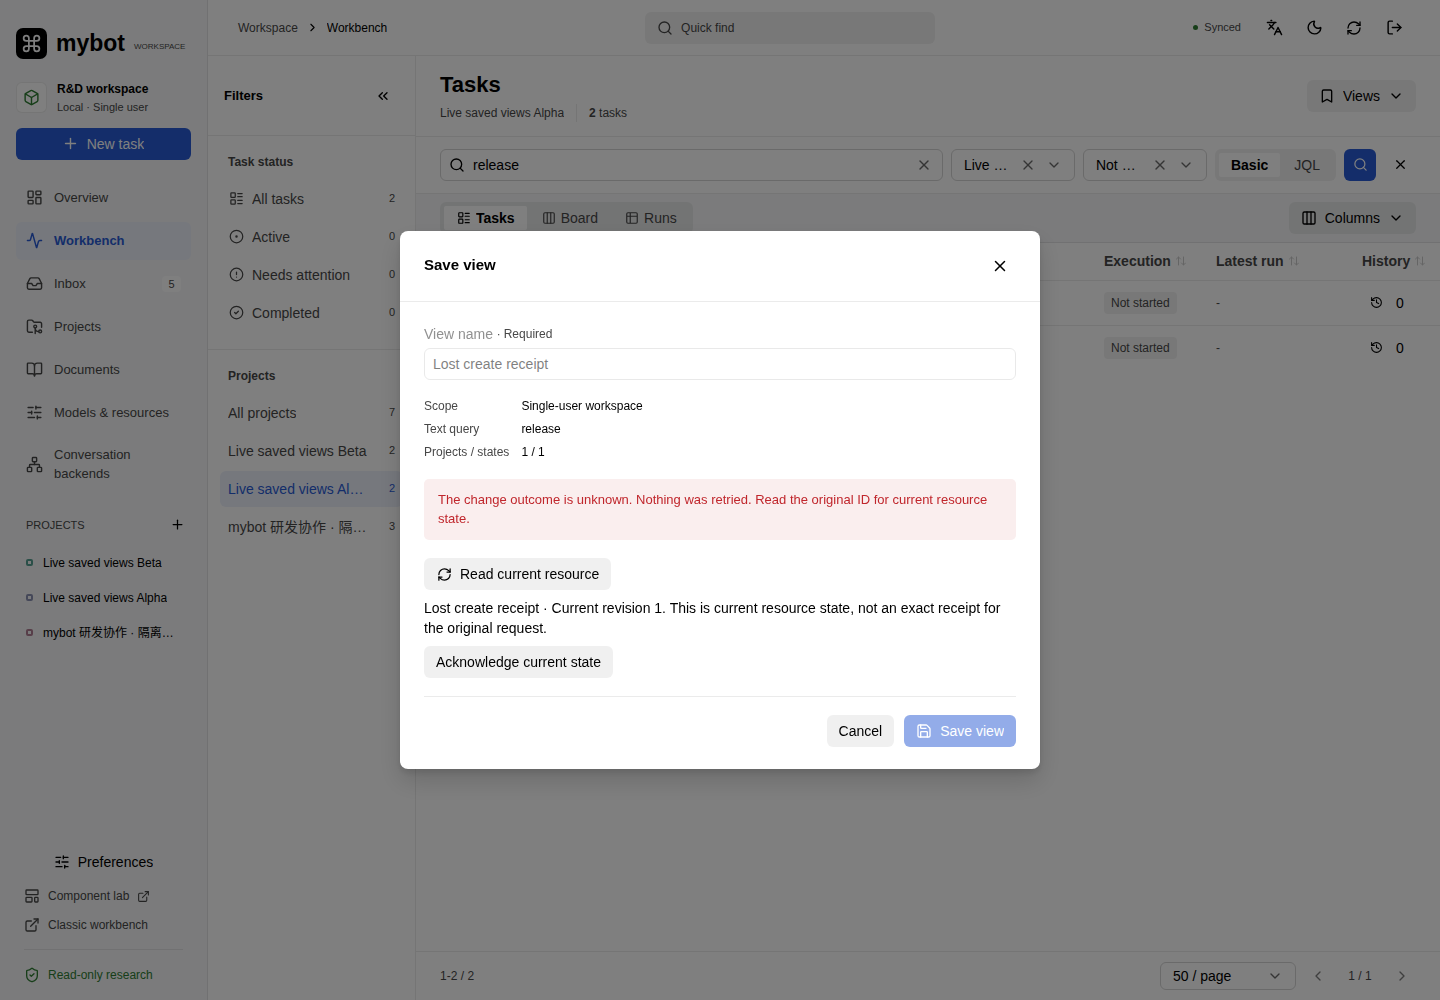 mybot WORKSPACE
R&D workspace
Local · Single user
New task
Overview
Workbench
Inbox 5
Projects
Documents
Models & resources
Conversation
backends
PROJECTS
Live saved views Beta
Live saved views Alpha
mybot 研发协作 · 隔离…
Preferences
Component lab
Classic workbench
Read-only research
Workspace > Workbench
Quick find
Synced
Filters
Task status
All tasks 2
Active 0
Needs attention 0
Completed 0
Projects
All projects 7
Live saved views Beta 2
Live saved views Al… 2
mybot 研发协作 · 隔… 3
Tasks
Live saved views Alpha 2 tasks
Views
release
Live …
Not …
Basic JQL
Tasks Board Runs
Columns
Execution Latest run History
Not started - 0
Not started - 0
Save view
View name · Required
Lost create receipt
Scope Single-user workspace
Text query release
Projects / states 1 / 1
The change outcome is unknown. Nothing was retried. Read the original ID for current resource
state.
Read current resource
Lost create receipt · Current revision 1. This is current resource state, not an exact receipt for
the original request.
Acknowledge current state
Cancel Save view
1-2 / 2
50 / page
1 / 1